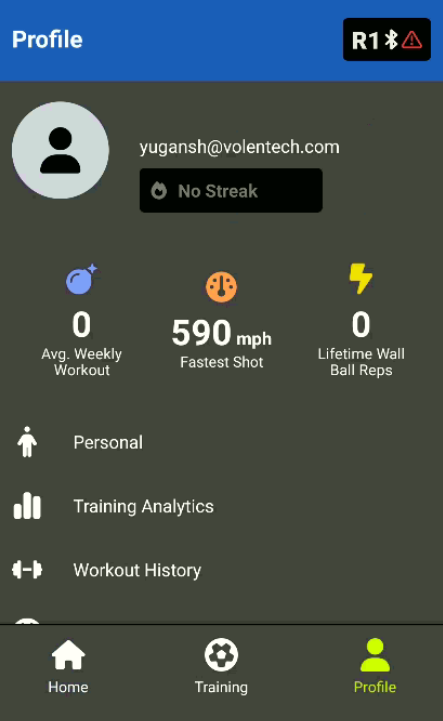 Profile
R1
yugansh@volentech.com
No Streak
0
Avg. Weekly
Workout
590 mph
Fastest Shot
0
Lifetime Wall
Ball Reps
Personal
Training Analytics
Workout History
Home
Training
Profile